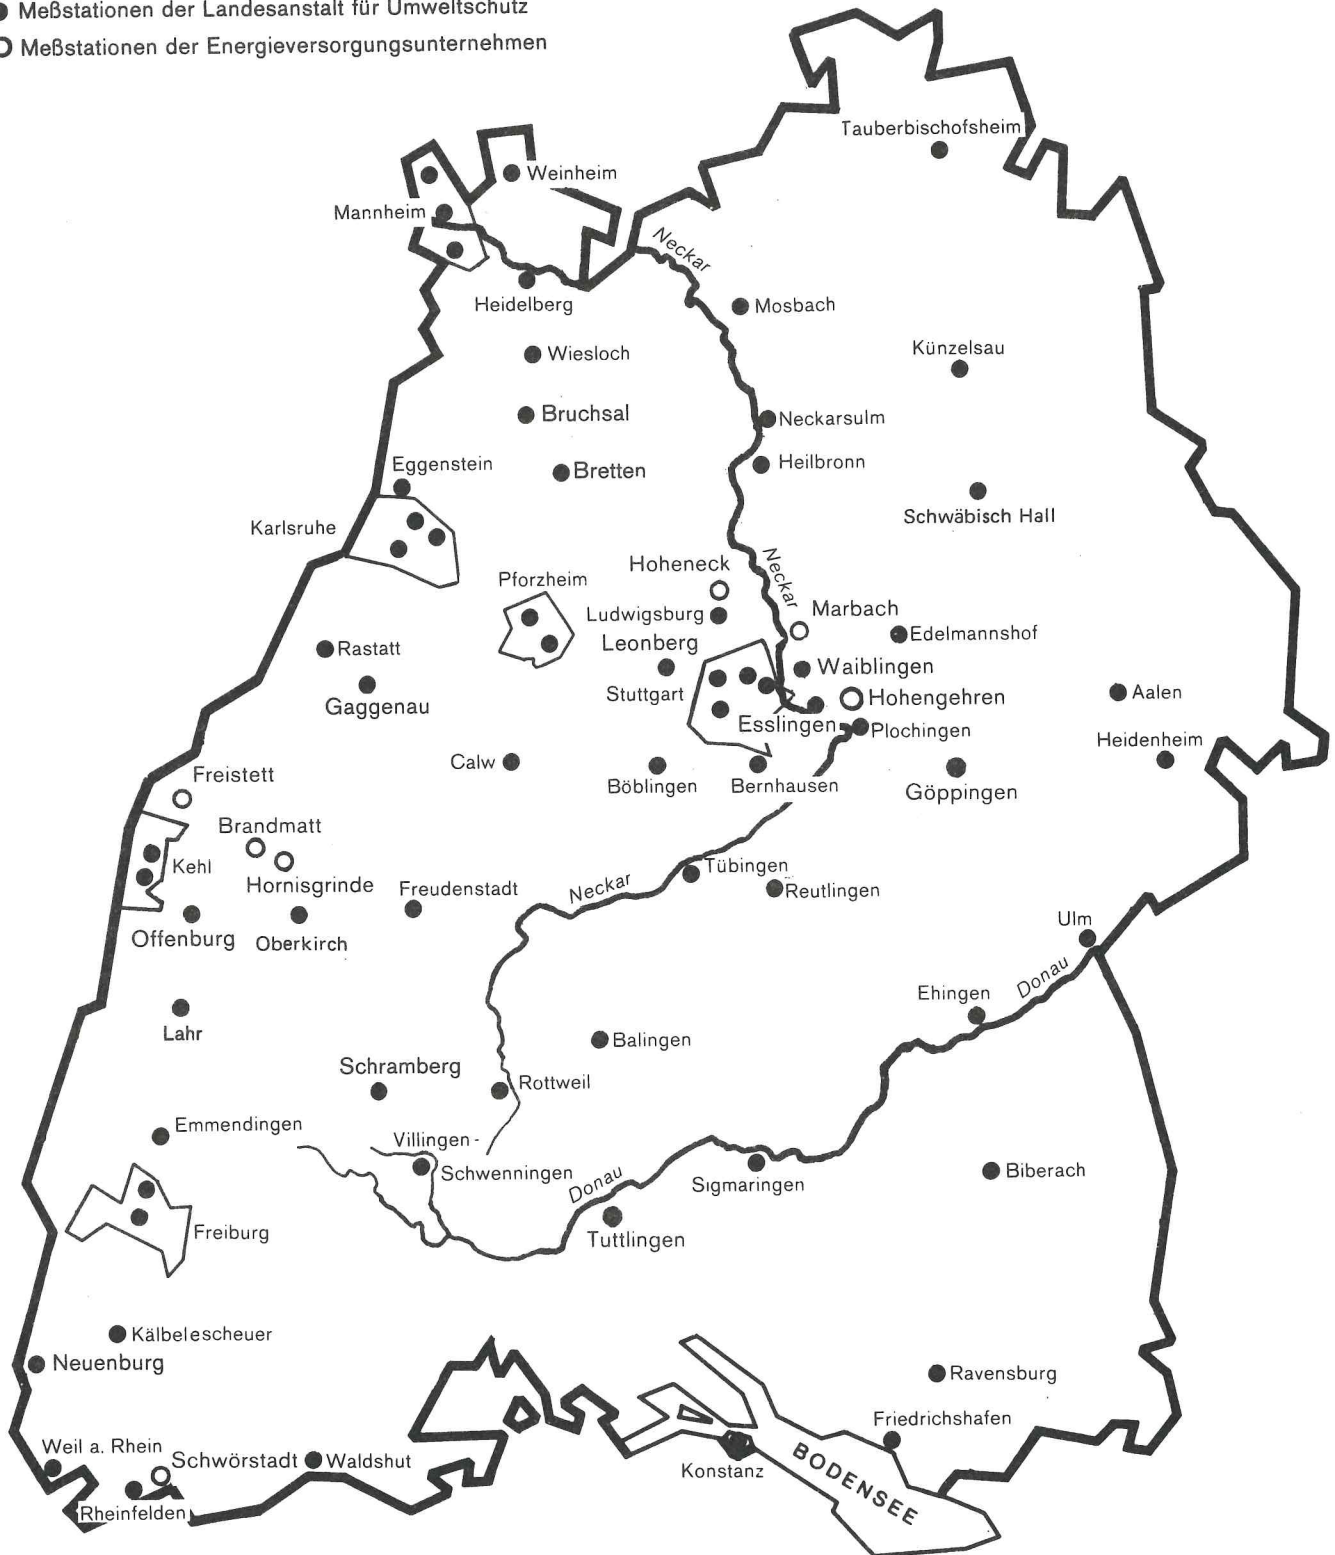 Meßstationen der Landesanstalt für Umweltschutz
Meßstationen der Energieversorgungsunternehmen
Tauberbischofsheim
Weinheim
Mannheim
Neckar
Heidelberg
Mosbach
Wiesloch
Künzelsau
Bruchsal
Neckarsulm
Eggenstein
Bretten
Heilbronn
Karlsruhe
Schwäbisch Hall
Neckar
Hoheneck
Pforzheim
Marbach
Ludwigsburg
Edelmannshof
Leonberg
Rastatt
Waiblingen
Stuttgart
Hohengehren
Aalen
Gaggenau
Esslingen
Plochingen
Heidenheim
Calw
Freistett
Böblingen
Bernhausen
Göppingen
Brandmatt
Kehl
Tübingen
Hornisgrinde
Freudenstadt
Neckar
Reutlingen
Ulm
Offenburg
Oberkirch
Donau
Ehingen
Lahr
Balingen
Schramberg
Rottweil
Emmendingen
Villingen-
Schwenningen
Donau
Sigmaringen
Biberach
Freiburg
Tuttlingen
Kälbelescheuer
Neuenburg
Ravensburg
Friedrichshafen
Weil a. Rhein
Schwörstadt
Waldshut
Konstanz
BODENSEE
Rheinfelden